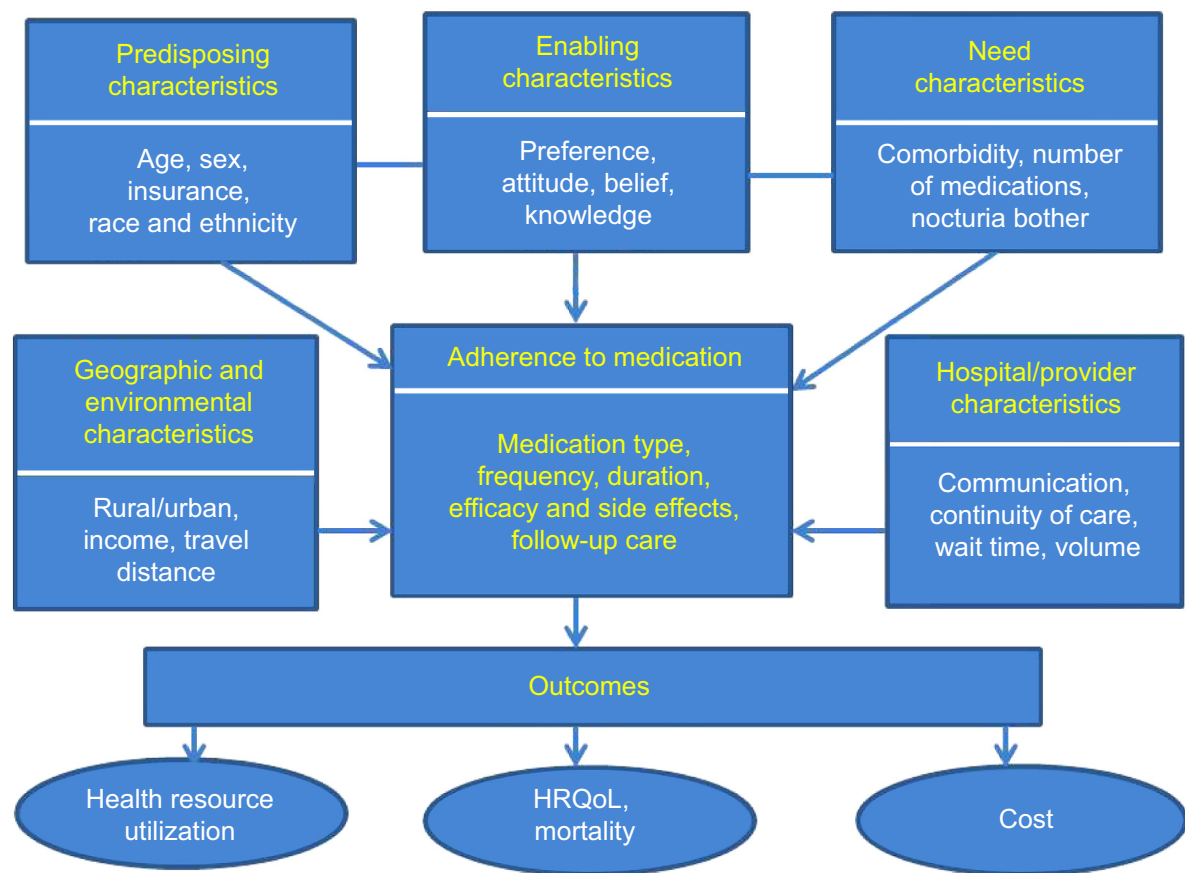 Predisposing
characteristics
Age, sex,
insurance,
race and ethnicity
Enabling
characteristics
Preference,
attitude, belief,
knowledge
Need
characteristics
Comorbidity, number
of medications,
nocturia bother
Geographic and
environmental
characteristics
Rural/urban,
income, travel
distance
Adherence to medication
Medication type,
frequency, duration,
efficacy and side effects,
follow-up care
Hospital/provider
characteristics
Communication,
continuity of care,
wait time, volume
Outcomes
Health resource
utilization
HRQoL,
mortality
Cost